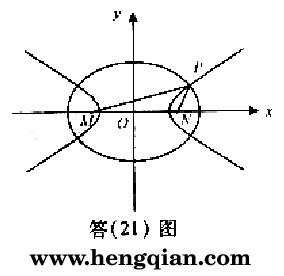 y
P
M O N x
答(21) 图
www.hengqian.com